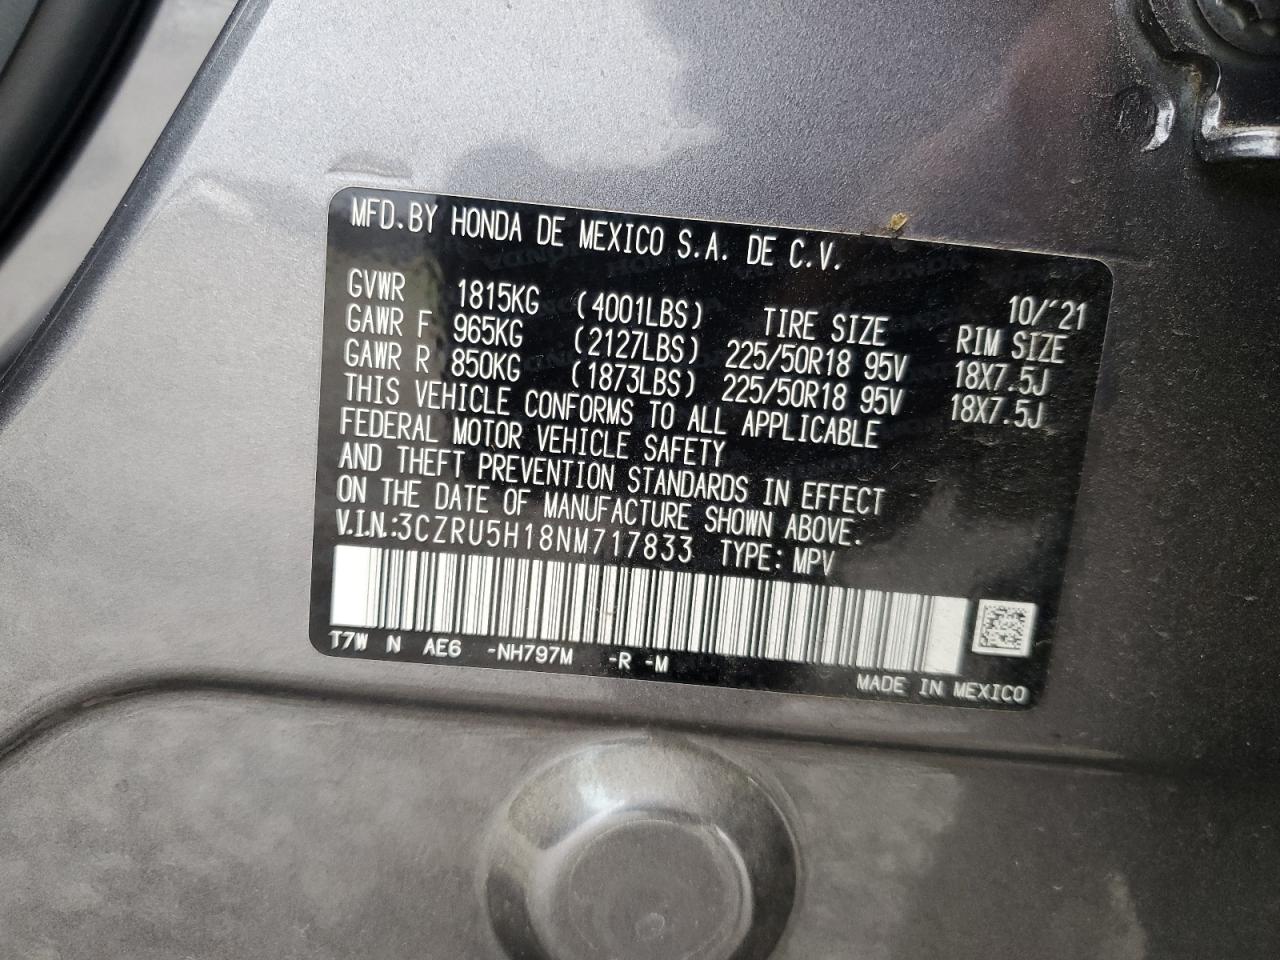 MFD.BY HONDA DE MEXICO S.A. DE C.V.
10/'21
GVWR 1815KG (4001LBS) TIRE SIZE RIM SIZE
GAWR F 965KG (2127LBS) 225/50R18 95V 18X7.5J
GAWR R 850KG (1873LBS) 225/50R18 95V 18X7.5J
THIS VEHICLE CONFORMS TO ALL APPLICABLE
FEDERAL MOTOR VEHICLE SAFETY
AND THEFT PREVENTION STANDARDS IN EFFECT
ON THE DATE OF MANUFACTURE SHOWN ABOVE.
V.I.N.:3CZRU5H18NM717833 TYPE: MPV
T7W N AE6 -NH797M -R -M
MADE IN MEXICO